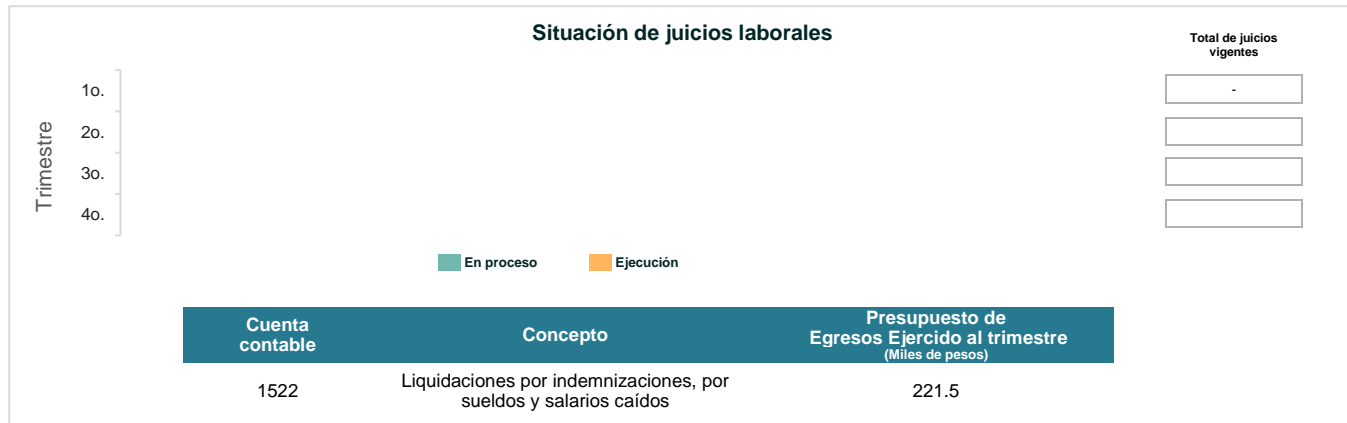 Situación de juicios laborales
Total de juicios
vigentes
Trimestre
1o.
-
2o.
3o.
4o.
En proceso
Ejecución
Cuenta
contable
Concepto
Presupuesto de
Egresos Ejercido al trimestre
(Miles de pesos)
1522
Liquidaciones por indemnizaciones, por
sueldos y salarios caídos
221.5